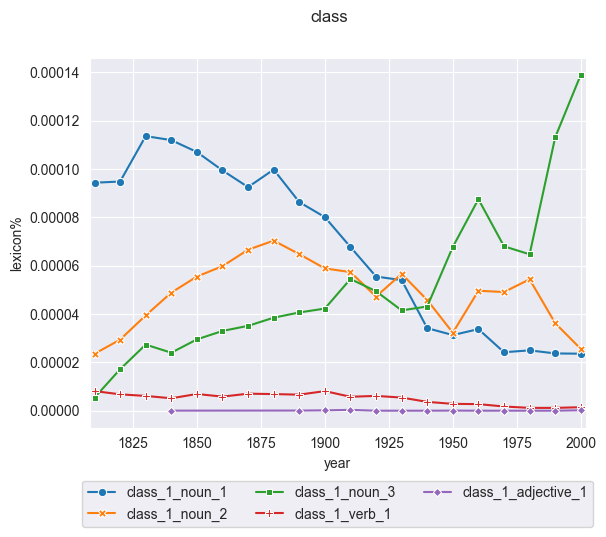 class
0.00014
0.00012
0.00010
0.00008
0.00006
0.00004
0.00002
0.00000
lexicon%
1825 1850 1875 1900 1925 1950 1975 2000
year
class_1_noun_1 class_1_noun_3 class_1_adjective_1
class_1_noun_2 class_1_verb_1